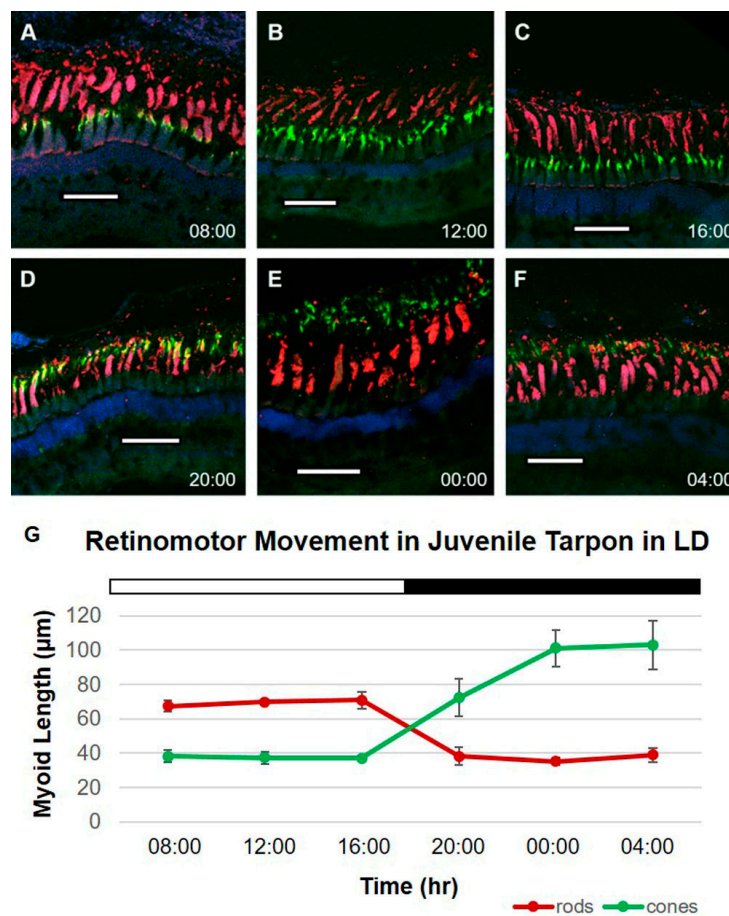 A
B
C
08:00
12:00
16:00
D
E
F
20:00
00:00
04:00
G
Retinomotor Movement in Juvenile Tarpon in LD
Myoid Length (µm)
120
100
80
60
40
20
0
08:00 12:00 16:00 20:00 00:00 04:00
Time (hr)
rods cones